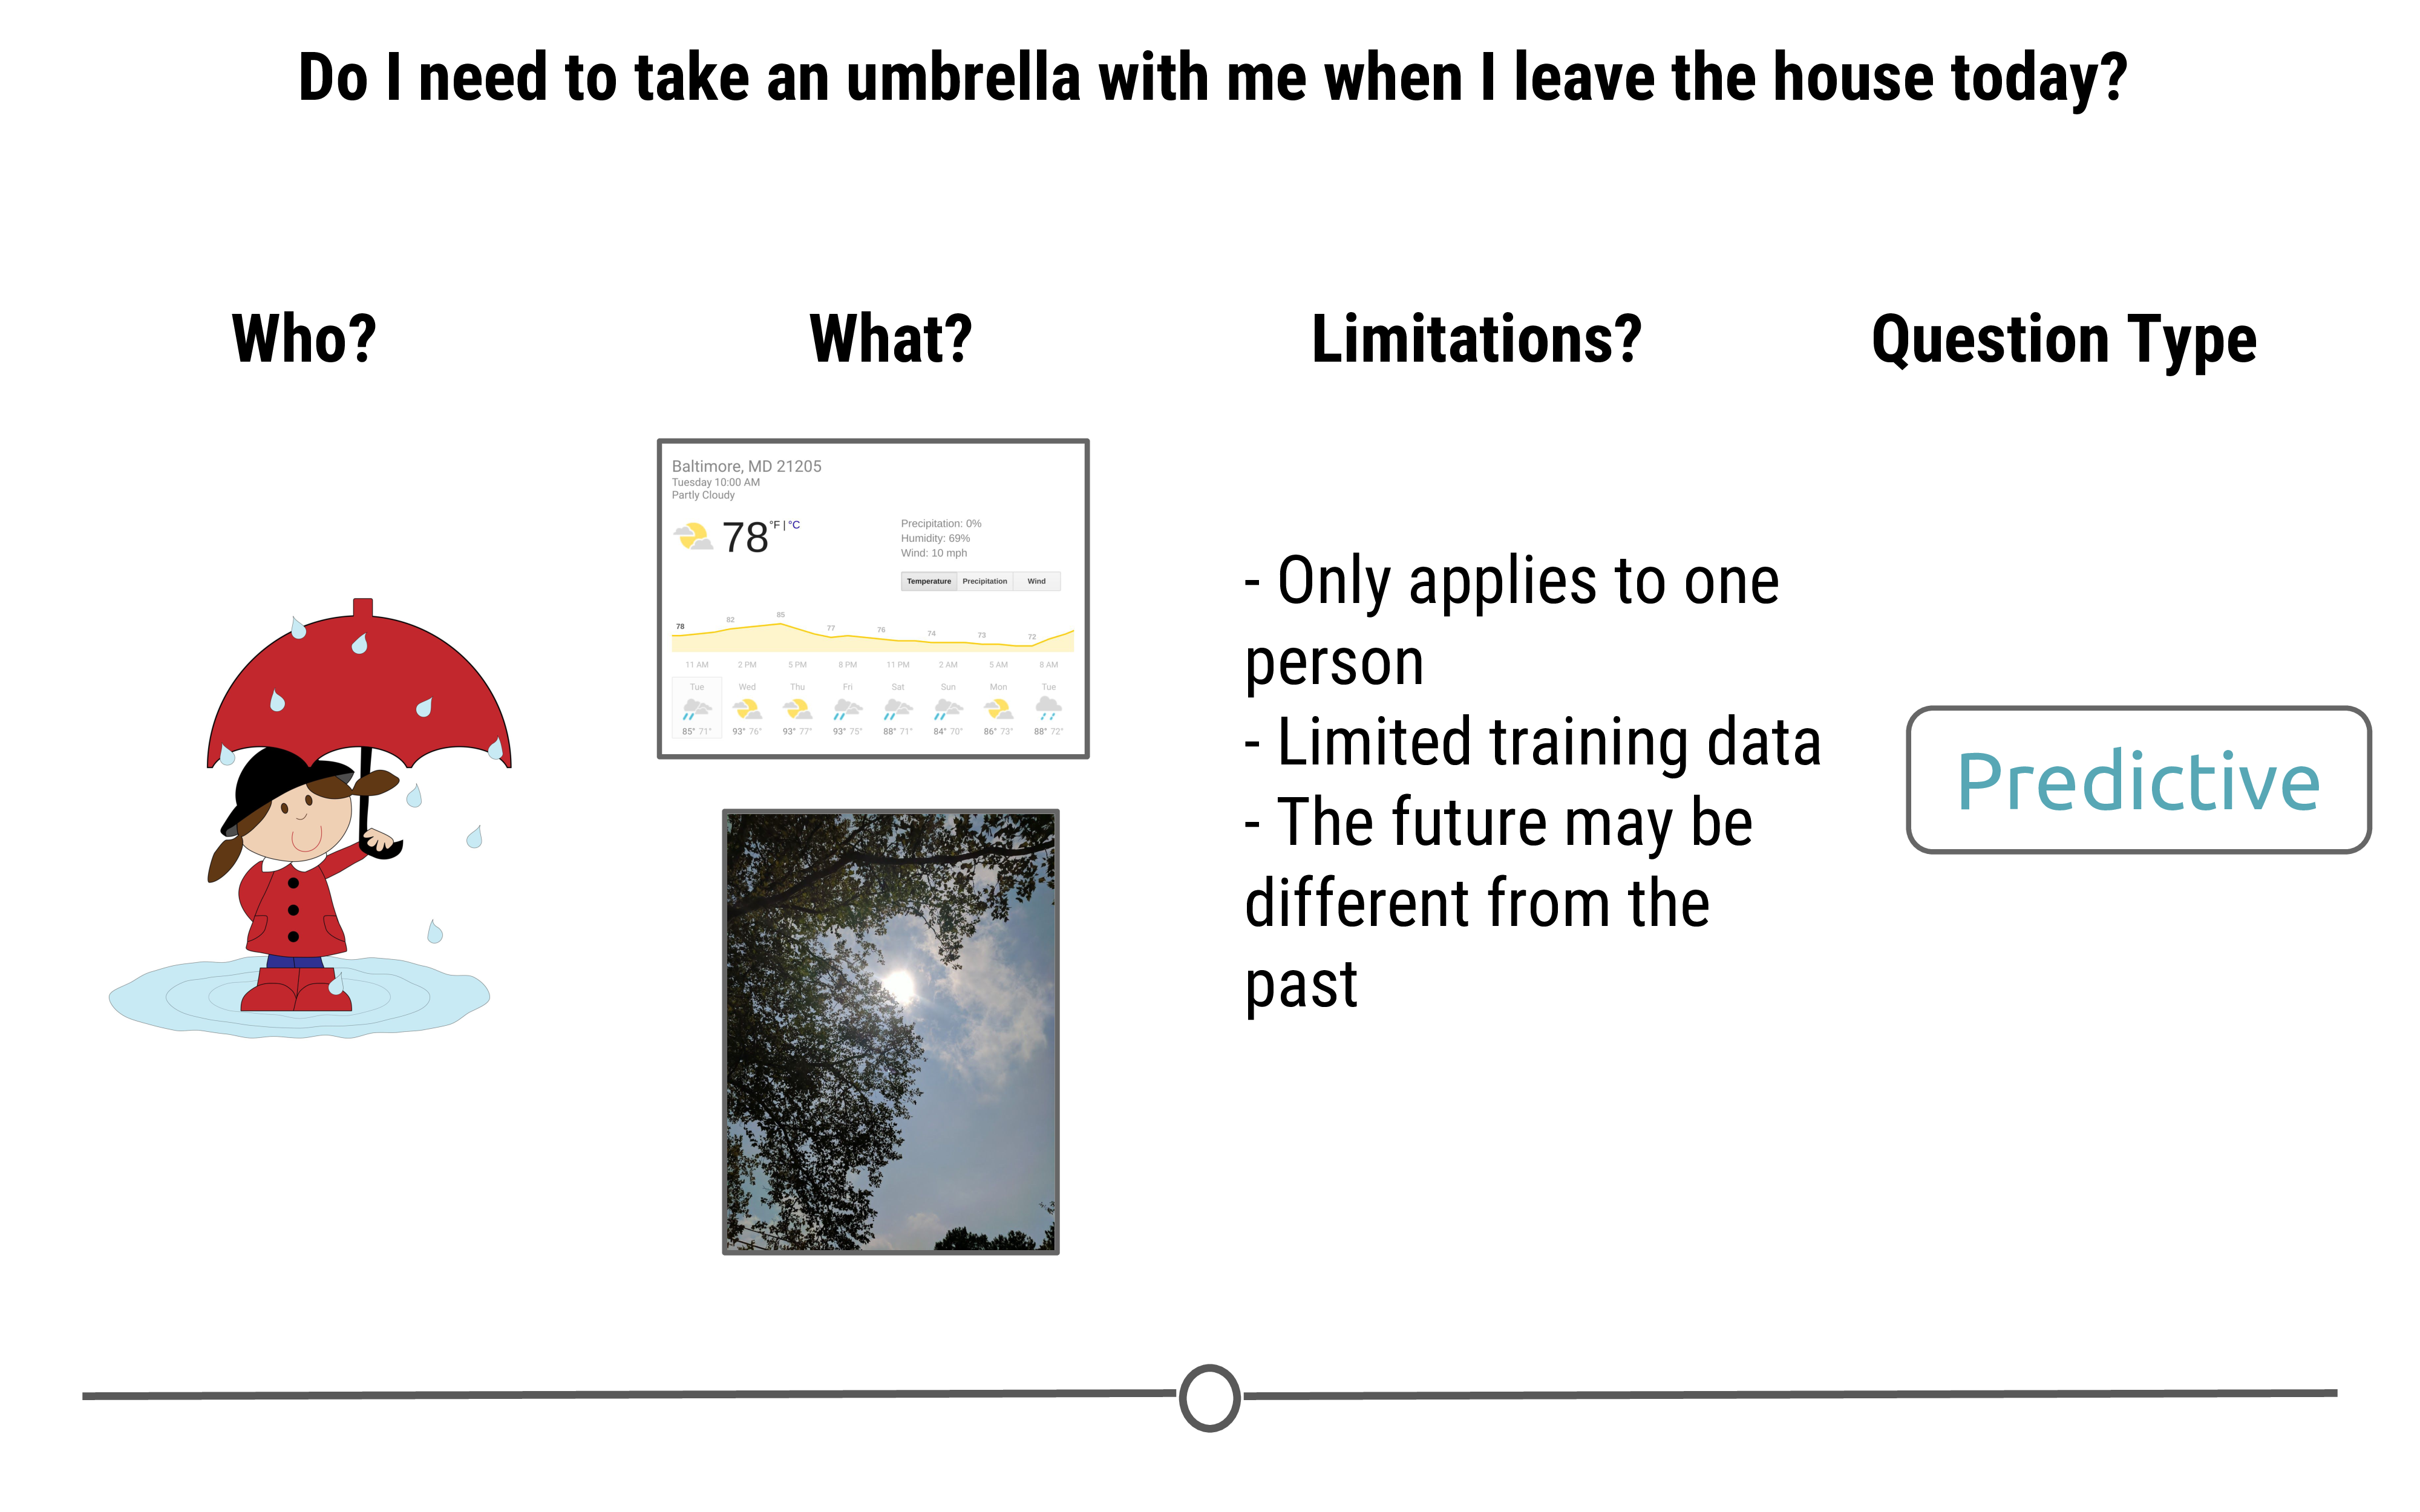 Do I need to take an umbrella with me when I leave the house today?
Who?
What?
Limitations?
Question Type
Baltimore, MD 21205
Tuesday 10:00 AM
Partly Cloudy
78 °F | °C
Precipitation: 0%
Humidity: 69%
Wind: 10 mph
Temperature Precipitation Wind
78 82 85 77 76 74 73 72
11 AM 2 PM 5 PM 8 PM 11 PM 2 AM 5 AM 8 AM
Tue Wed Thu Fri Sat Sun Mon Tue
85° 71° 93° 76° 93° 77° 93° 75° 88° 71° 84° 70° 86° 73° 88° 72°
- Only applies to one
person
- Limited training data
- The future may be
different from the
past
Predictive